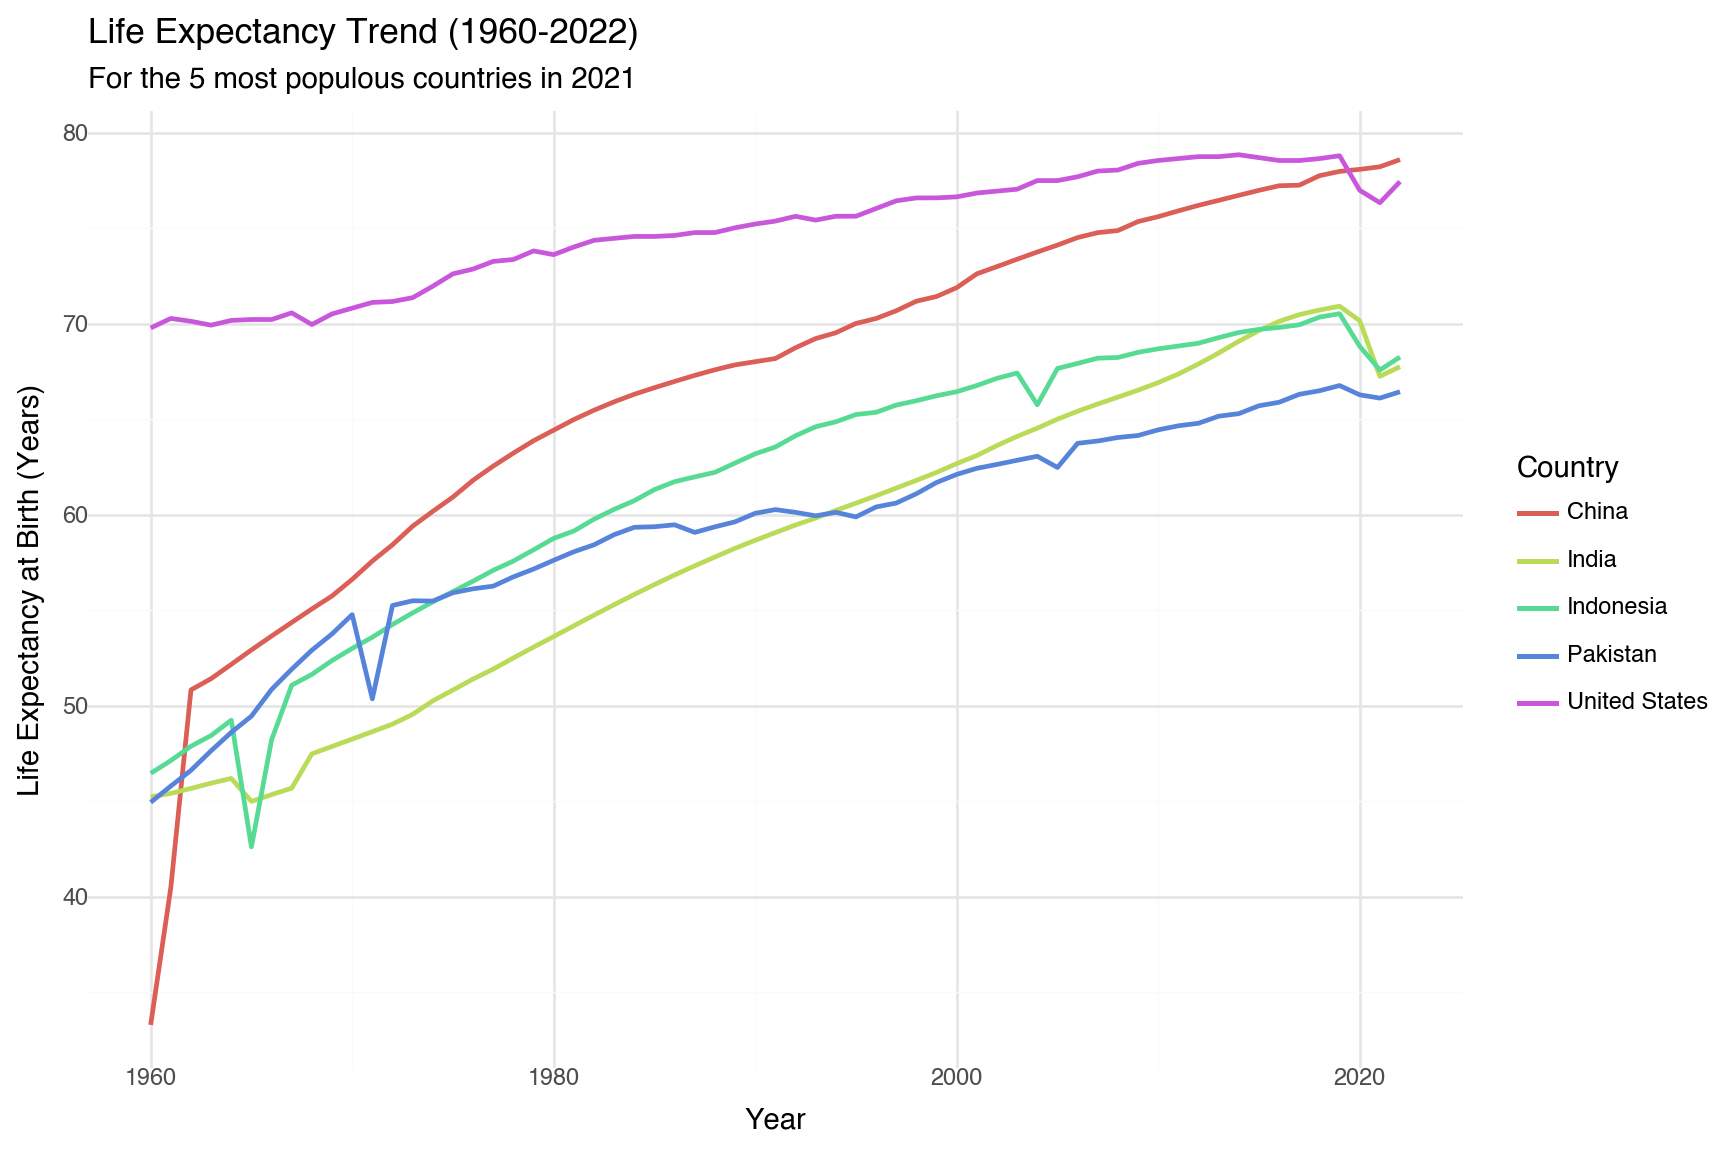 Life Expectancy Trend (1960-2022)
For the 5 most populous countries in 2021
80
70
60
50
40
Life Expectancy at Birth (Years)
1960
1980
2000
2020
Year
Country
China
India
Indonesia
Pakistan
United States